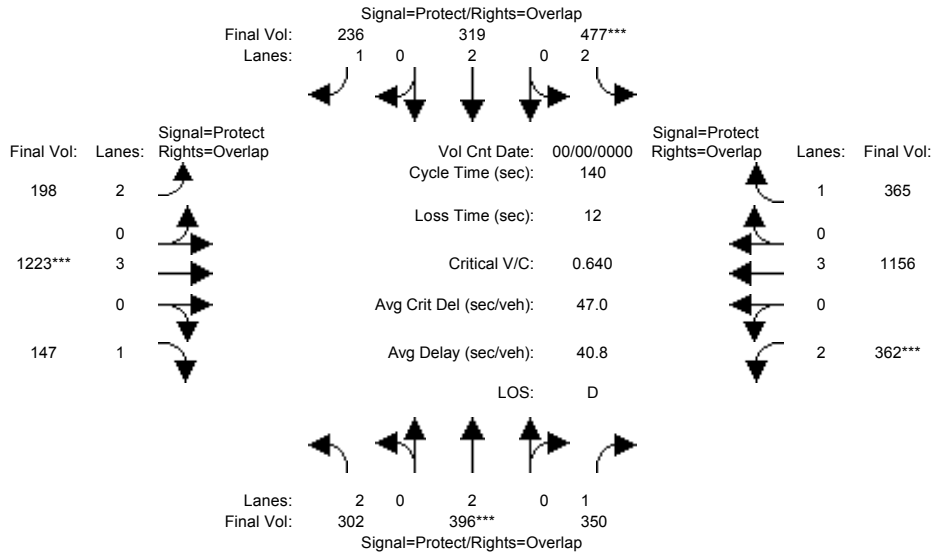 Signal=Protect/Rights=Overlap
Final Vol: 236 319 477***
Lanes: 1 0 2 0 2
Signal=Protect Signal=Protect
Final Vol: Lanes: Rights=Overlap Vol Cnt Date: 00/00/0000 Rights=Overlap Lanes: Final Vol:
Cycle Time (sec): 140
198 2 1 365
Loss Time (sec): 12
0 0
1223*** 3 Critical V/C: 0.640 3 1156
0 Avg Crit Del (sec/veh): 47.0 0
147 1 Avg Delay (sec/veh): 40.8 2 362***
LOS: D
Lanes: 2 0 2 0 1
Final Vol: 302 396*** 350
Signal=Protect/Rights=Overlap